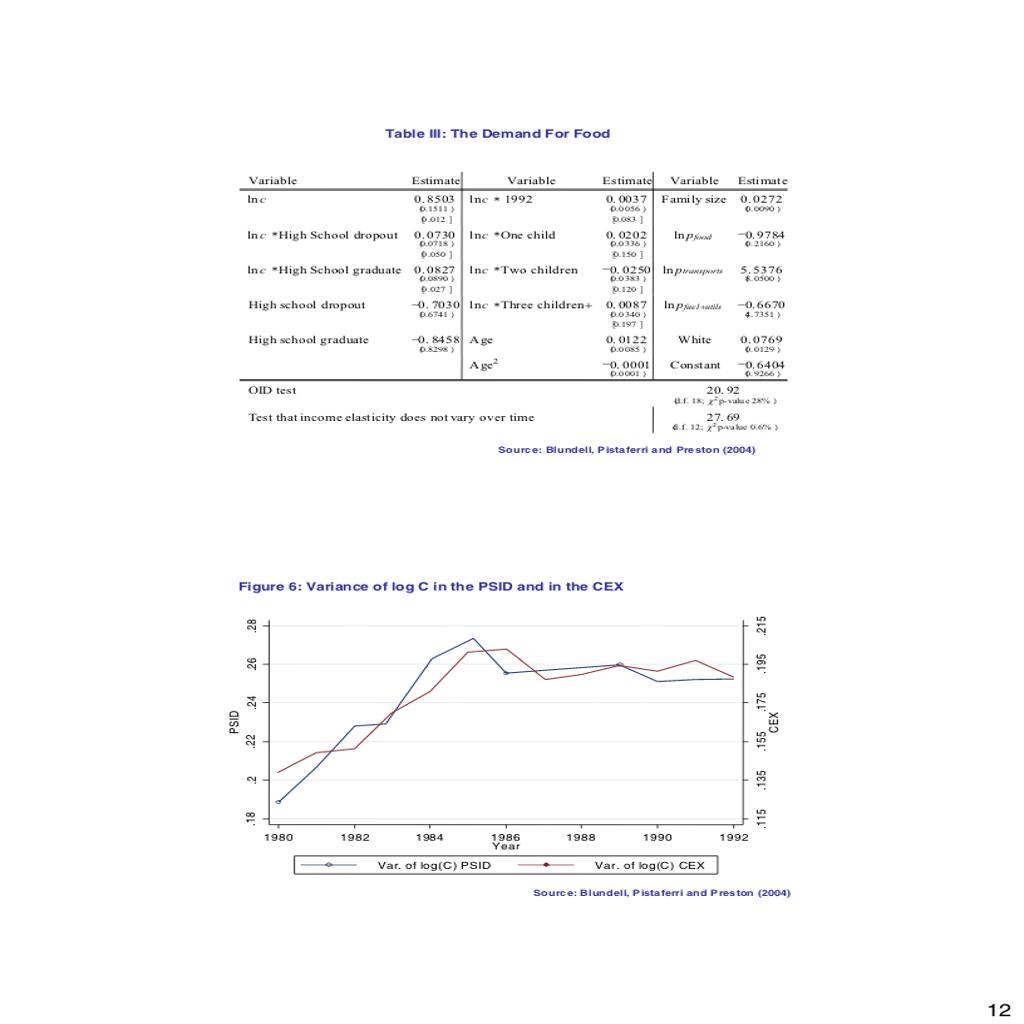 Table III: The Demand For Food
Variable Estimate Variable Estimate Variable Estimate
ln c 0.8503 ln c * 1992 0.0037 Family size 0.0272
(0.1511) (0.0056) (0.0090)
[0.012] [0.083]
ln c *High School dropout 0.0730 ln c *One child 0.0202 ln p food −0.9784
(0.0718) (0.0336) (0.2160)
[0.050] [0.150]
ln c *High School graduate 0.0827 ln c *Two children −0.0250 ln p transports 5.5376
(0.0890) (0.0383) (8.0500)
[0.027] [0.120]
High school dropout −0.7030 ln c *Three children+ 0.0087 ln p fuel+utils −0.6670
(0.6741) (0.0340) (4.7351)
[0.197]
High school graduate −0.8458 Age 0.0122 White 0.0769
(0.8298) (0.0085) (0.0129)
Age² −0.0001 Constant −0.6404
(0.0001) (0.9266)
OID test 20.92
(d.f. 18; χ² p-value 28%)
Test that income elasticity does not vary over time 27.69
(d.f. 12; χ² p-value 0.6%)
Source: Blundell, Pistaferri and Preston (2004)
Figure 6: Variance of log C in the PSID and in the CEX
.28 .215
.26 .195
.24 .175
PSID CEX
.22 .155
.2 .135
.18 .115
1980 1982 1984 1986 1988 1990 1992
Year
Var. of log(C) PSID Var. of log(C) CEX
Source: Blundell, Pistaferri and Preston (2004)
12